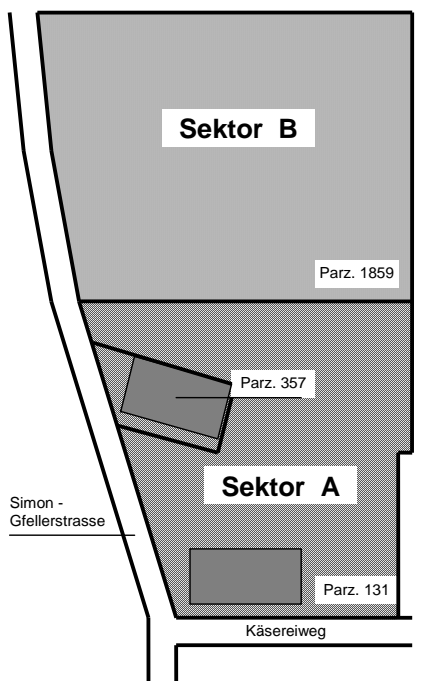 Sektor B
Parz. 1859
Parz. 357
Sektor A
Simon -
Gfellerstrasse
Parz. 131
Käsereiweg